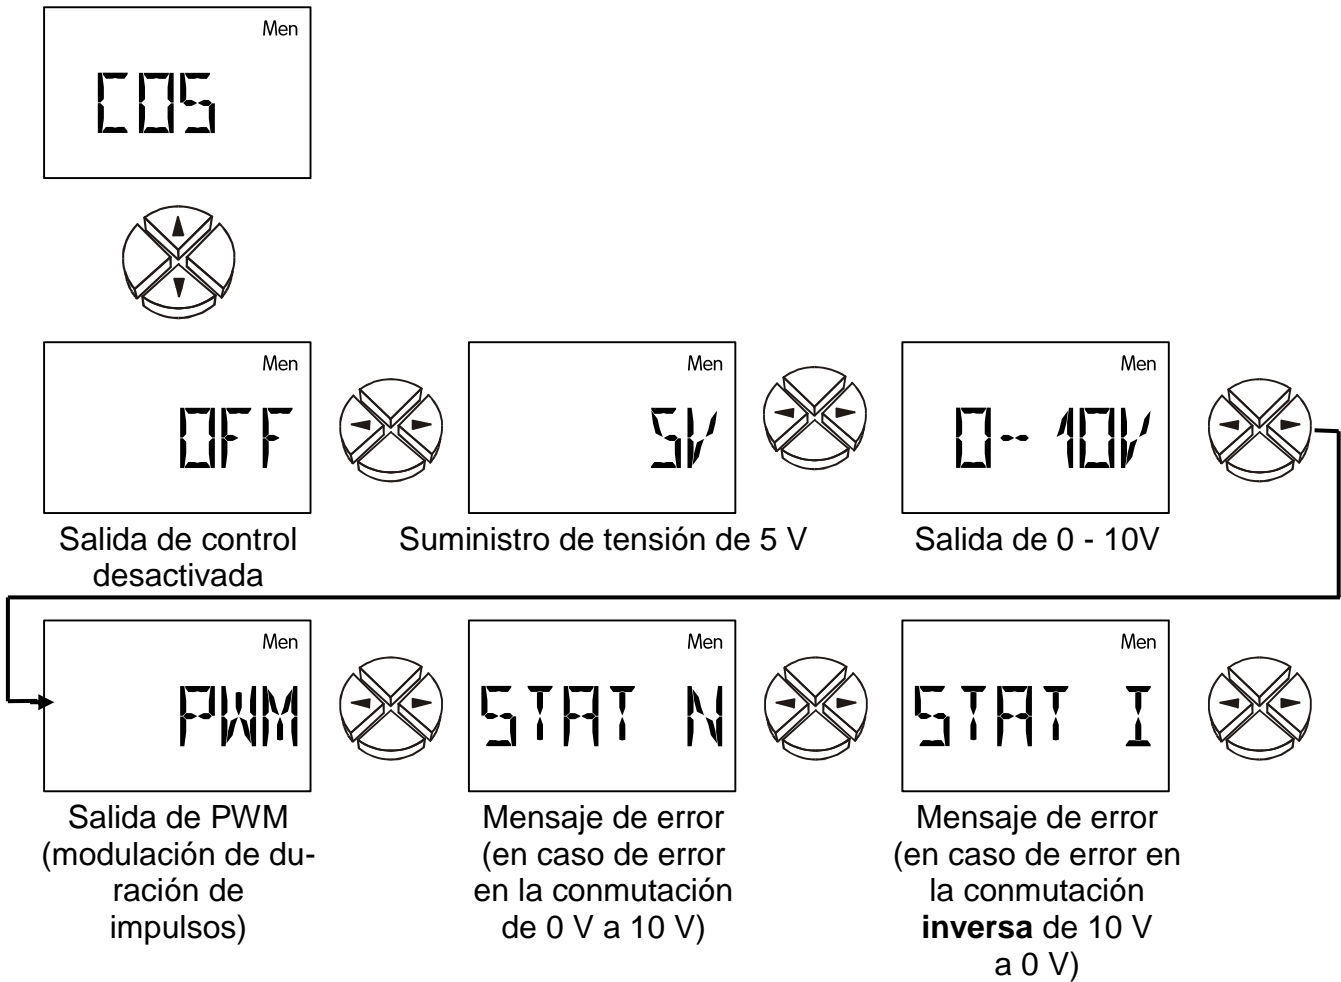 Men
COS
Men
OFF
Men
5V
Men
0--10V
Salida de control
desactivada
Suministro de tensión de 5 V
Salida de 0 - 10V
Men
PWM
Men
STAT N
Men
STAT I
Salida de PWM
(modulación de du-
ración de
impulsos)
Mensaje de error
(en caso de error
en la conmutación
de 0 V a 10 V)
Mensaje de error
(en caso de error en
la conmutación
inversa de 10 V
a 0 V)